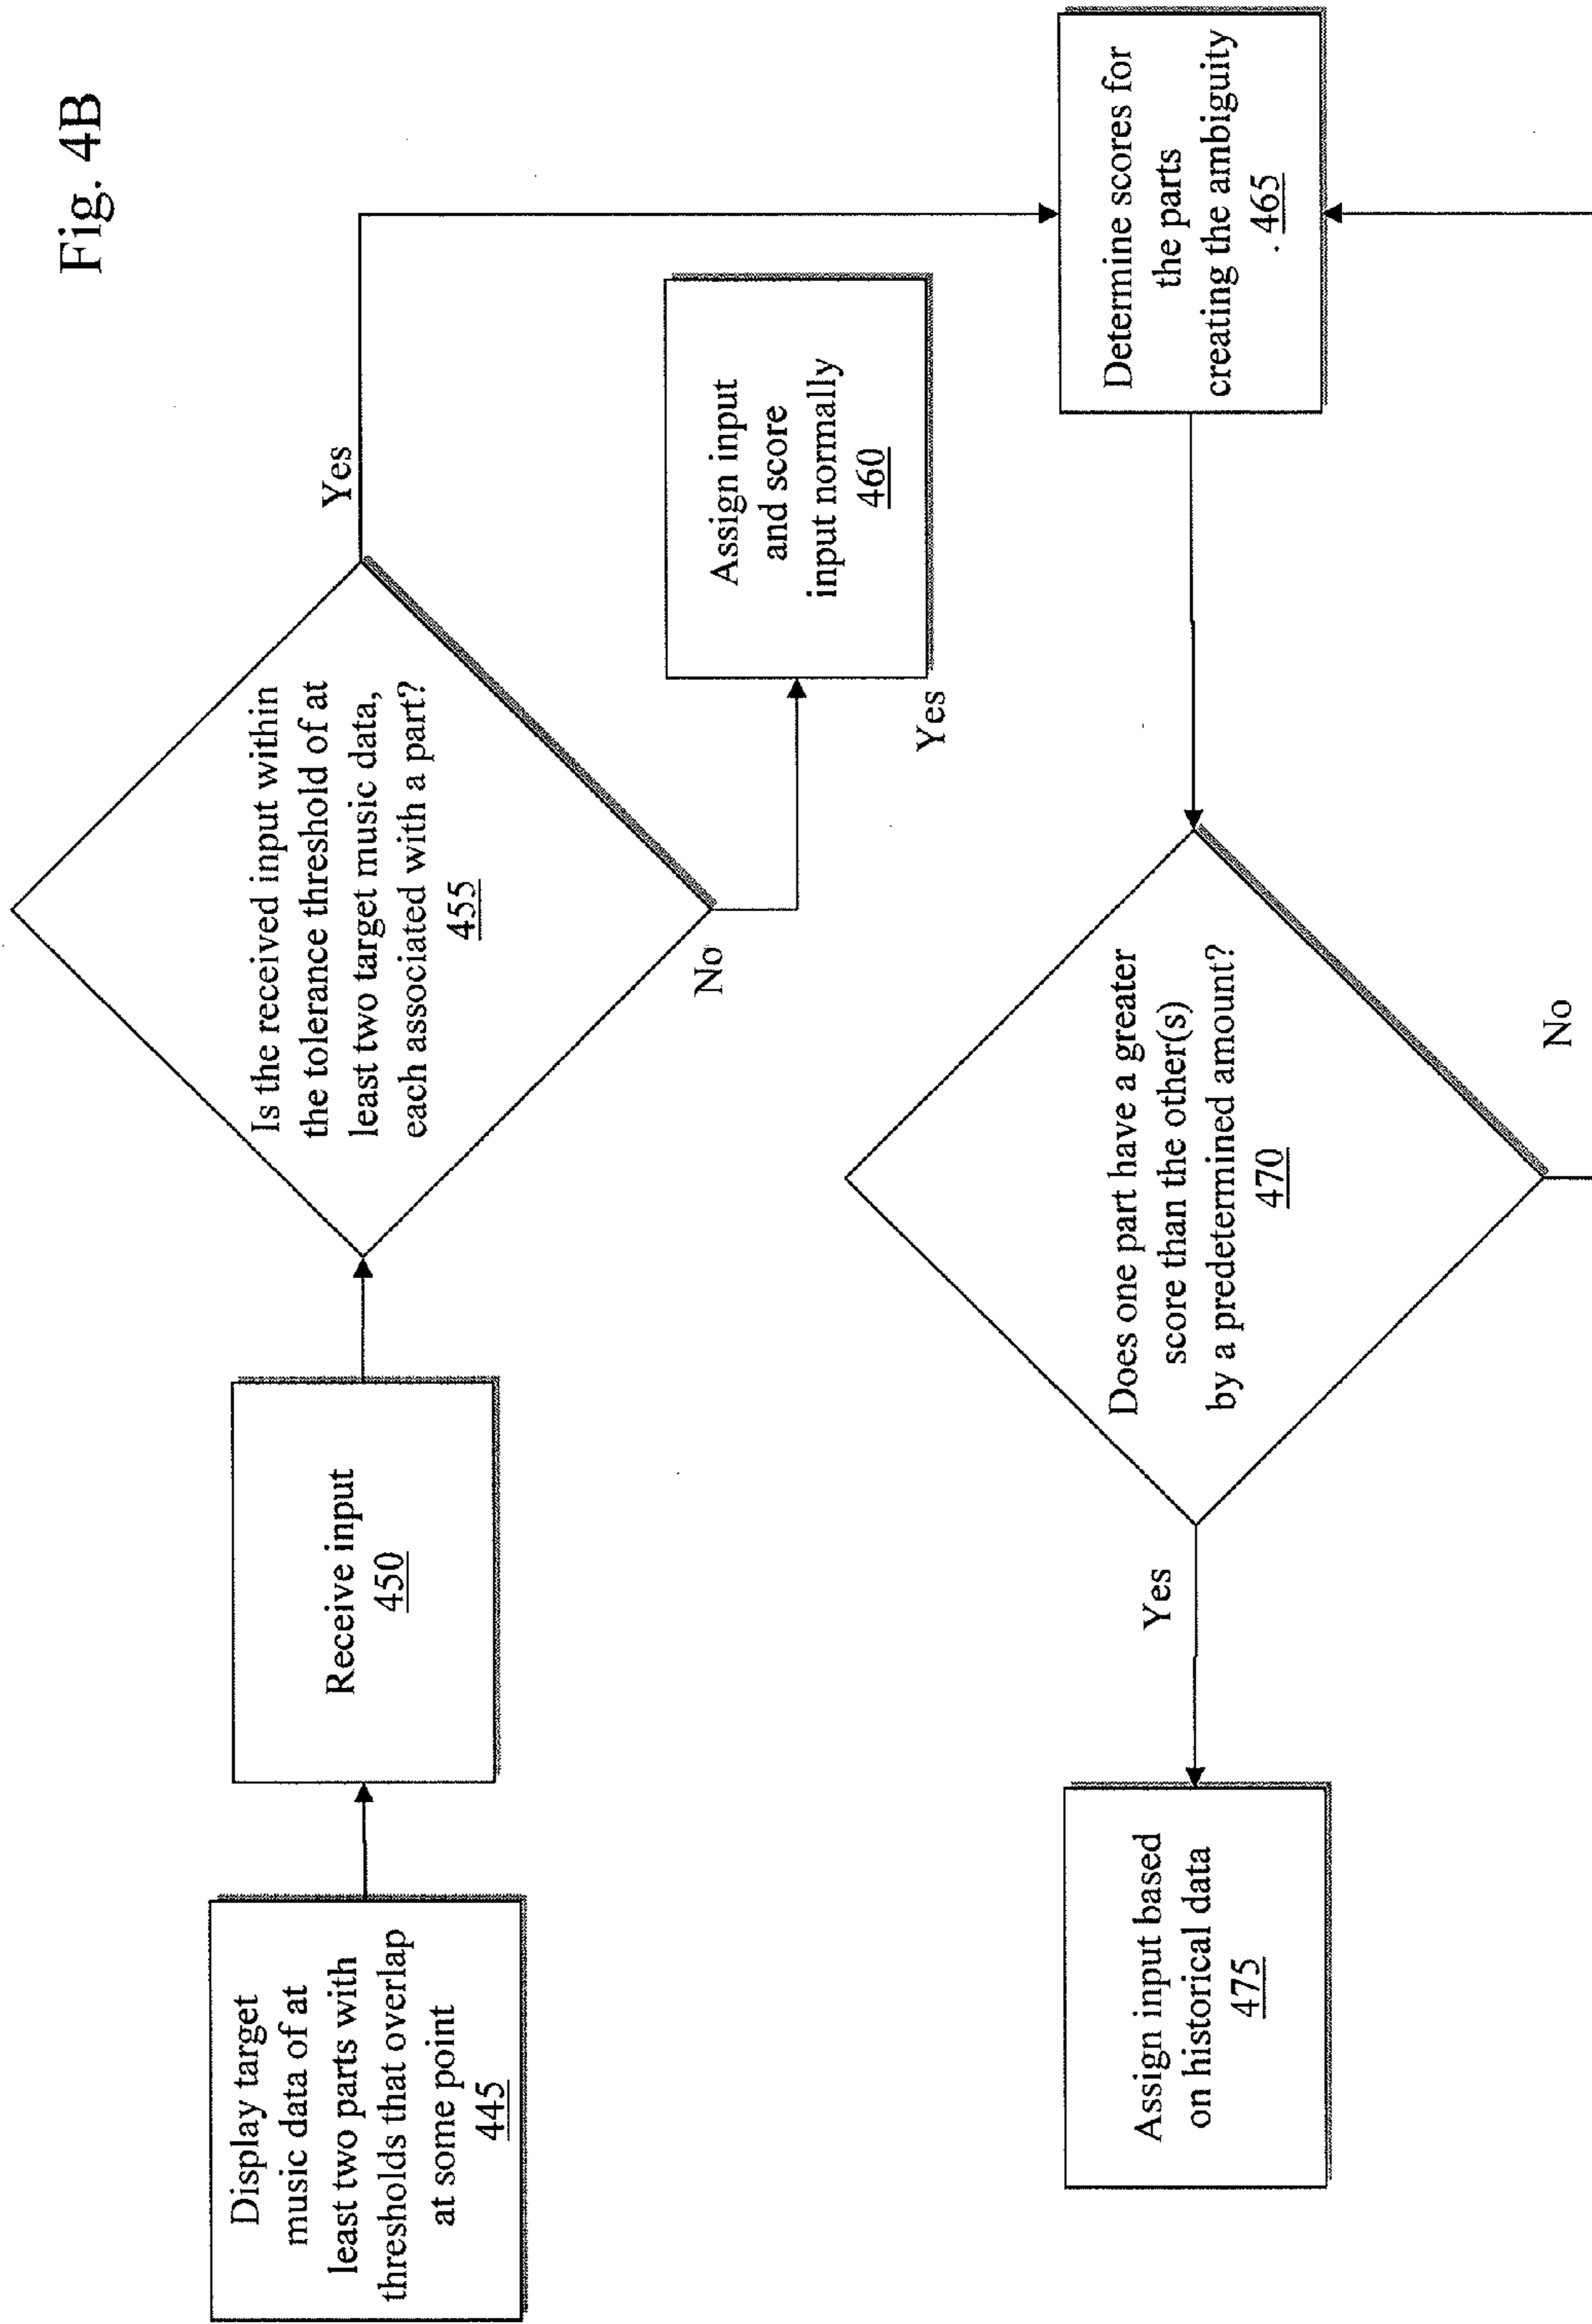 Fig. 4B
Display target
music data of at
least two parts with
thresholds that overlap
at some point
445
Receive input
450
Is the received input within
the tolerance threshold of at
least two target music data,
each associated with a part?
455
Yes
No
Assign input
and score
input normally
460
Yes
Determine scores for
the parts
creating the ambiguity
. 465
Does one part have a greater
score than the other(s)
by a predetermined amount?
470
Yes
No
Assign input based
on historical data
475